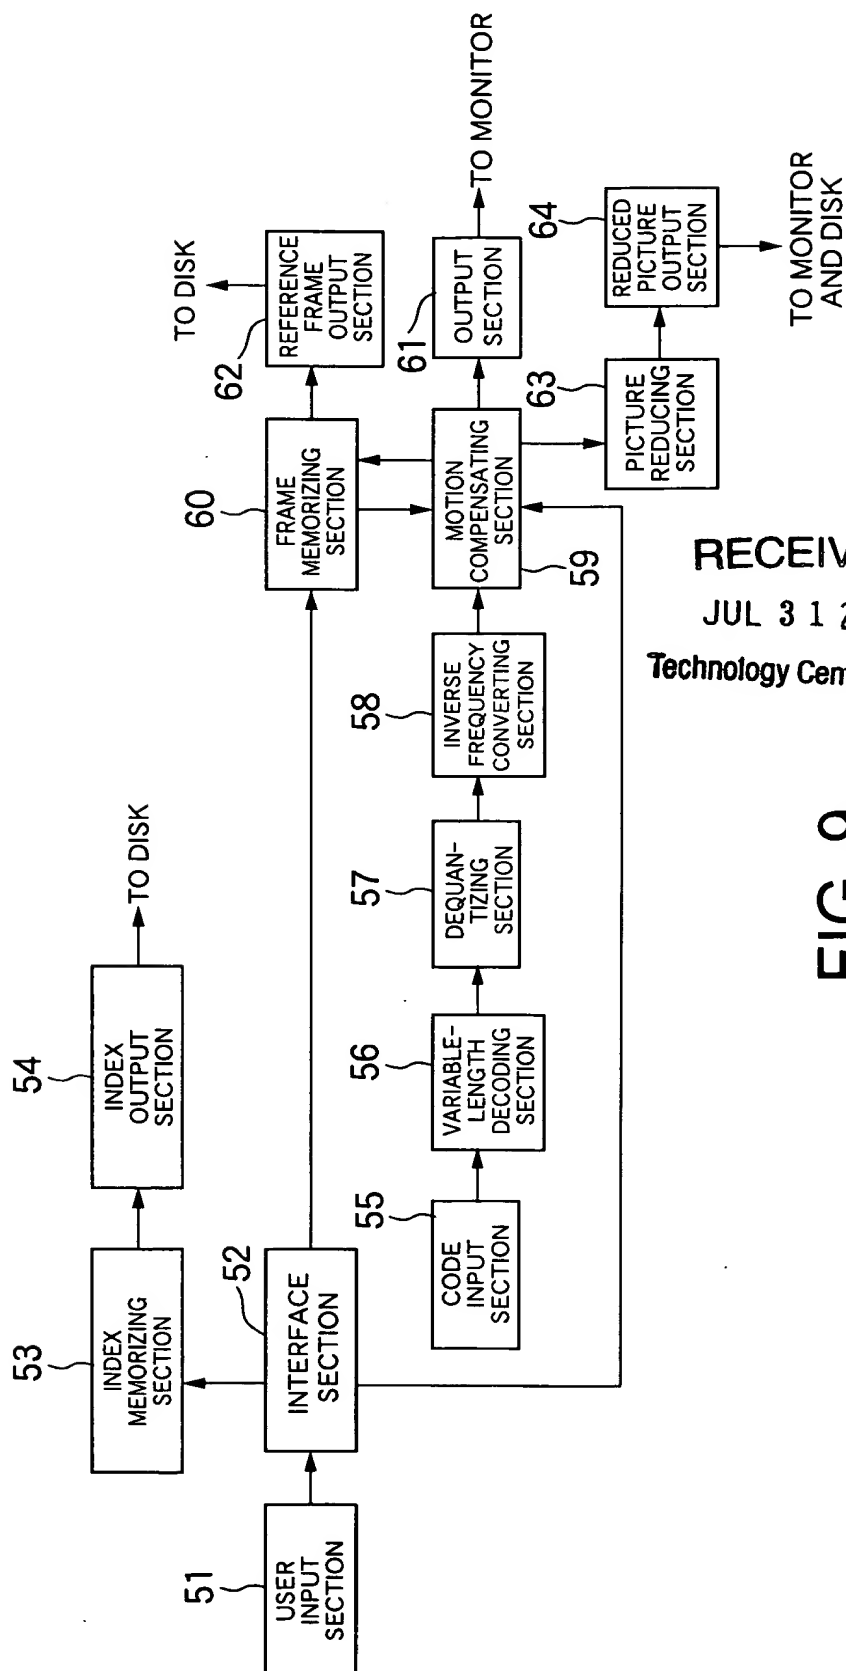 51
USER
INPUT
SECTION
52
INTERFACE
SECTION
53
INDEX
MEMORIZING
SECTION
54
INDEX
OUTPUT
SECTION
TO DISK
55
CODE
INPUT
SECTION
56
VARIABLE-
LENGTH
DECODING
SECTION
57
DEQUAN-
TIZING
SECTION
58
INVERSE
FREQUENCY
CONVERTING
SECTION
59
MOTION
COMPENSATING
SECTION
60
FRAME
MEMORIZING
SECTION
62
REFERENCE
FRAME
OUTPUT
SECTION
TO DISK
61
OUTPUT
SECTION
TO MONITOR
63
PICTURE
REDUCING
SECTION
64
REDUCED
PICTURE
OUTPUT
SECTION
TO MONITOR
AND DISK
JUL 3 1
Technology
FIG. 9